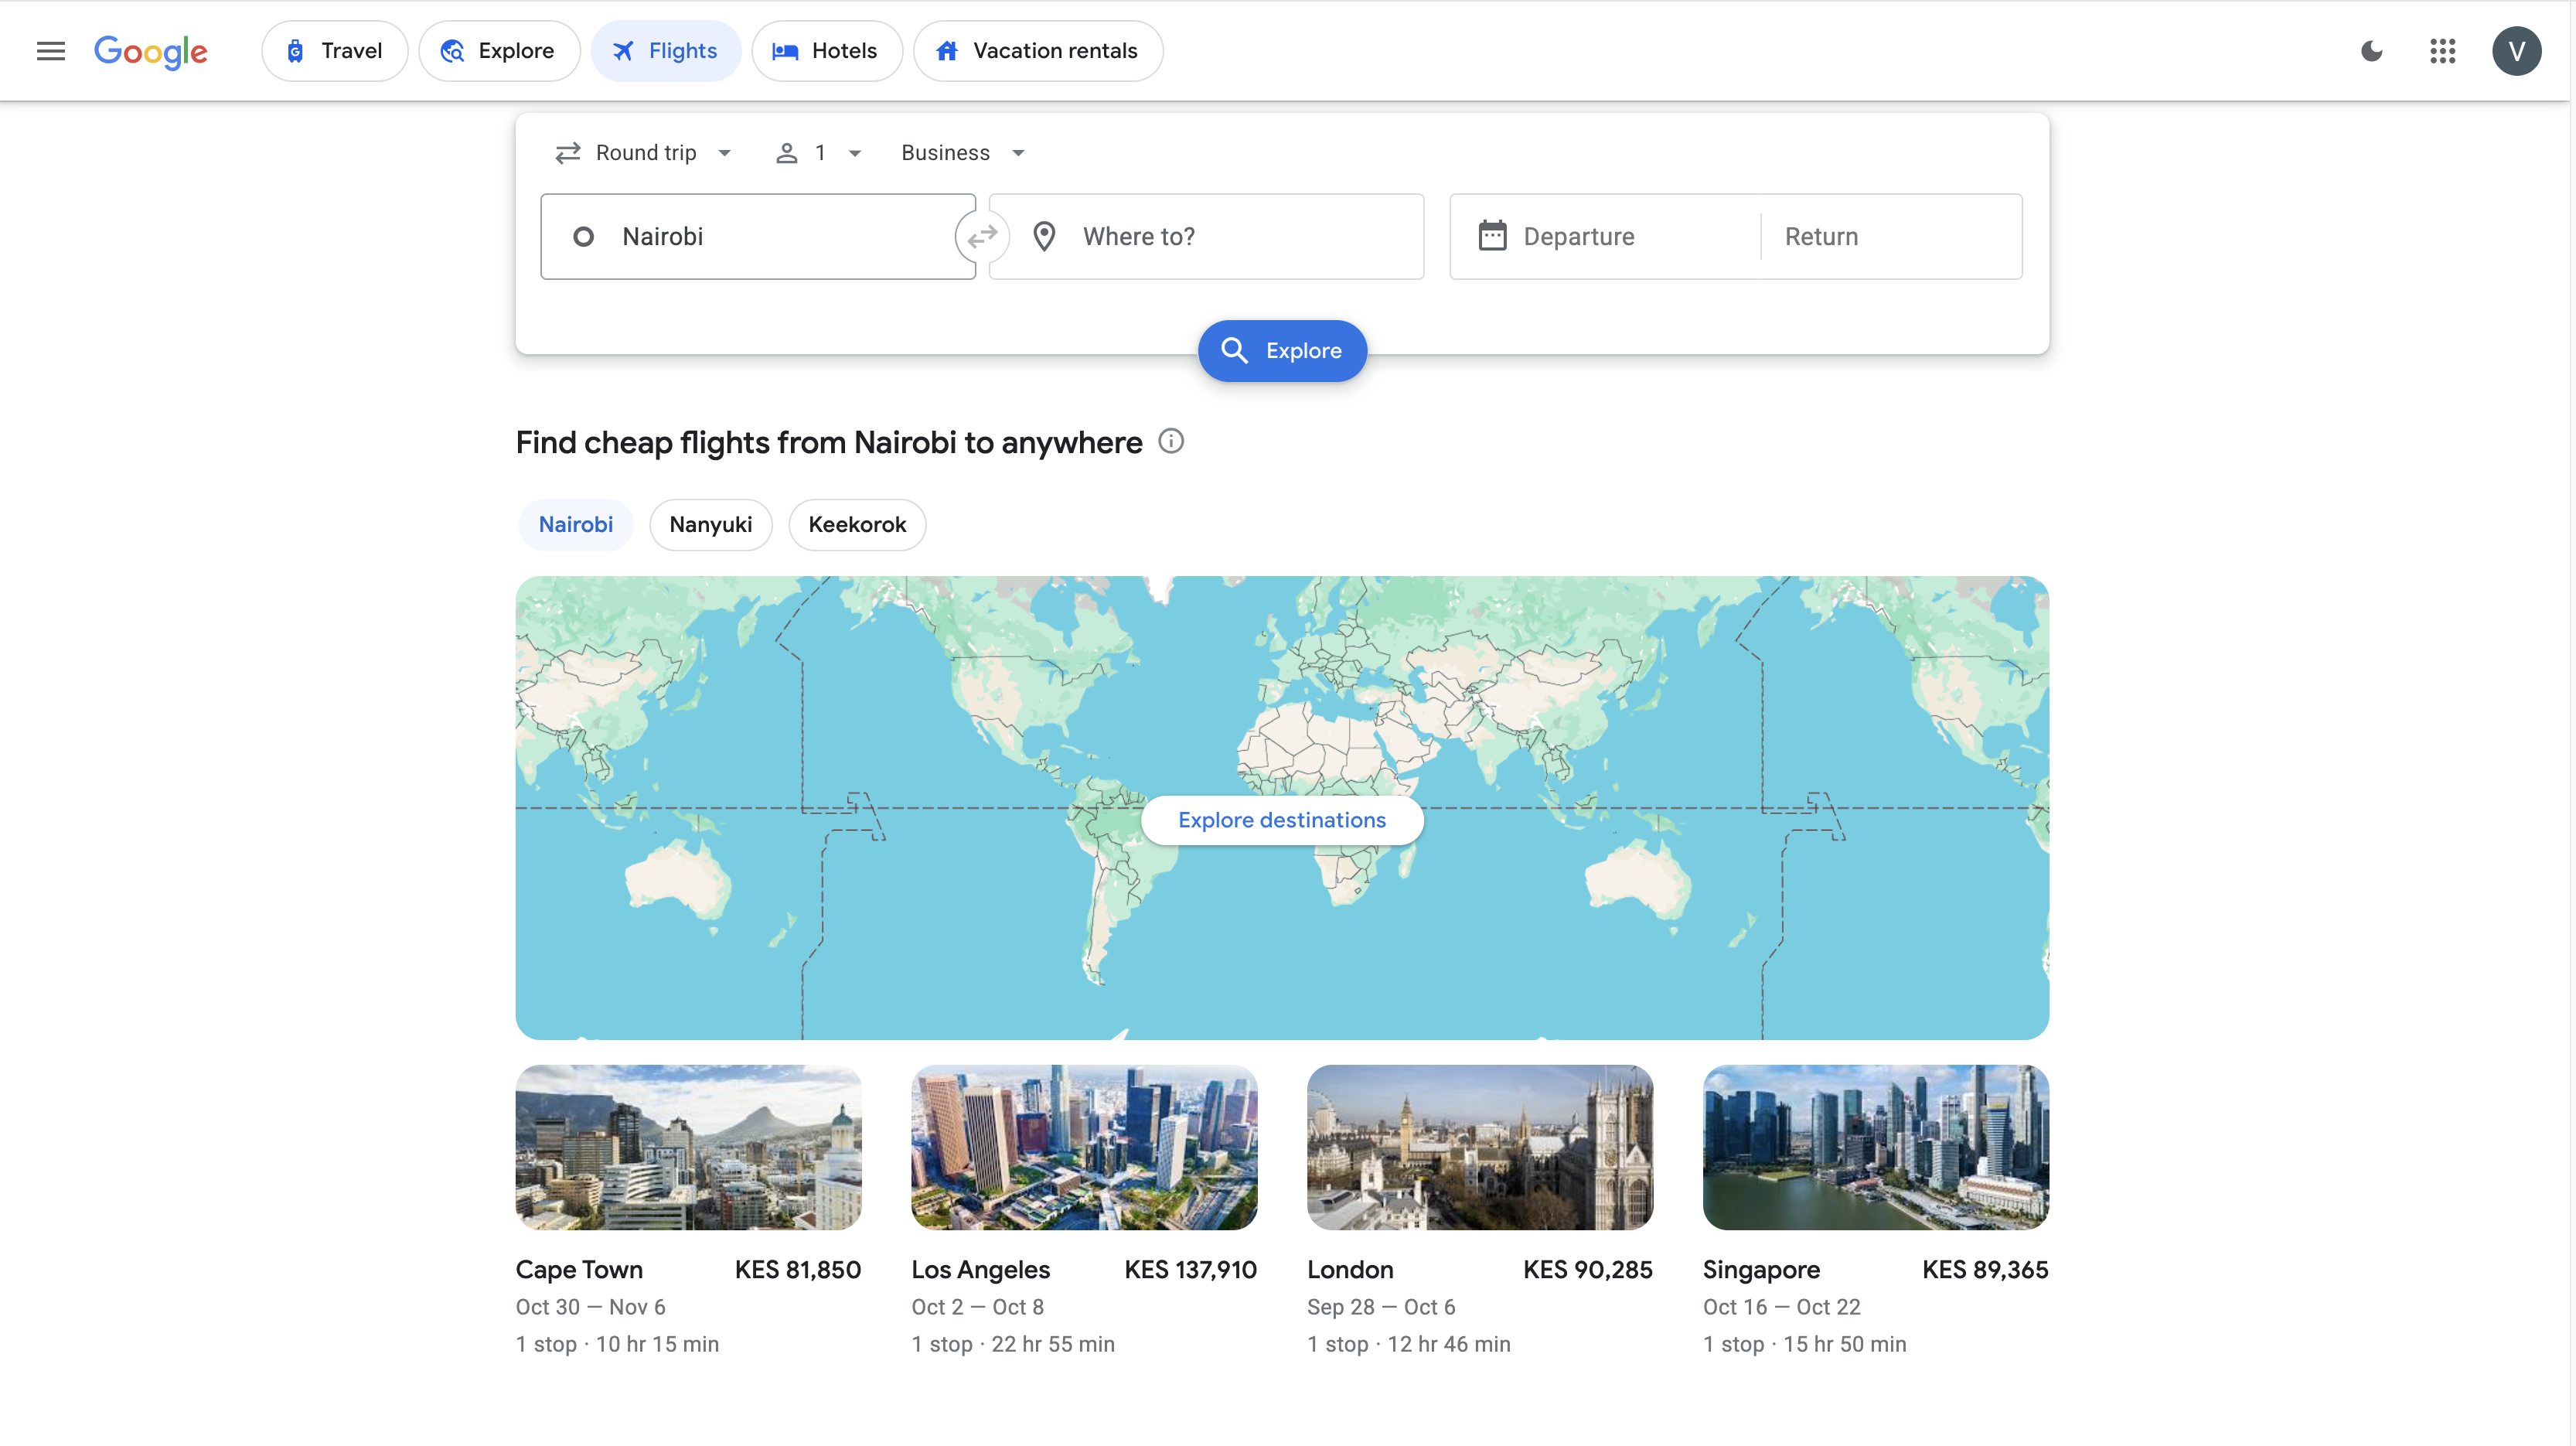 Google
Travel
Explore
Flights
Hotels
Vacation rentals
V
Round trip
1
Business
Nairobi
Where to?
Departure
Return
Explore
Find cheap flights from Nairobi to anywhere
Nairobi
Nanyuki
Keekorok
Explore destinations
Cape Town KES 81,850
Oct 30 — Nov 6
1 stop · 10 hr 15 min
Los Angeles KES 137,910
Oct 2 — Oct 8
1 stop · 22 hr 55 min
London KES 90,285
Sep 28 — Oct 6
1 stop · 12 hr 46 min
Singapore KES 89,365
Oct 16 — Oct 22
1 stop · 15 hr 50 min